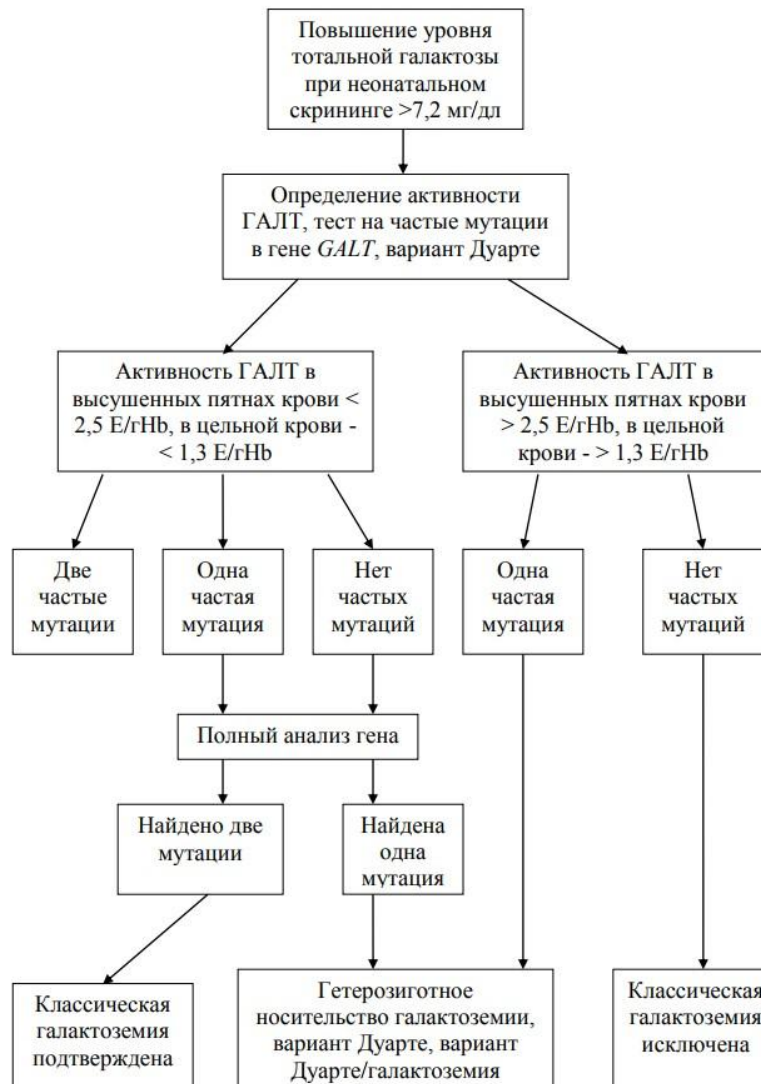 Повышение уровня
тотальной галактозы
при неонатальном
скрининге >7,2 мг/дл
Определение активности
ГАЛТ, тест на частые мутации
в гене GALT, вариант Дуарте
Активность ГАЛТ в
высушенных пятнах крови <
2,5 Е/гHb, в цельной крови -
< 1,3 Е/гHb
Активность ГАЛТ в
высушенных пятнах крови
> 2,5 Е/гHb, в цельной
крови - > 1,3 Е/гHb
Две
частые
мутации
Одна
частая
мутация
Нет
частых
мутаций
Одна
частая
мутация
Нет
частых
мутаций
Полный анализ гена
Найдено две
мутации
Найдена
одна
мутация
Классическая
галактоземия
подтверждена
Гетерозиготное
носительство галактоземии,
вариант Дуарте, вариант
Дуарте/галактоземия
Классическая
галактоземия
исключена